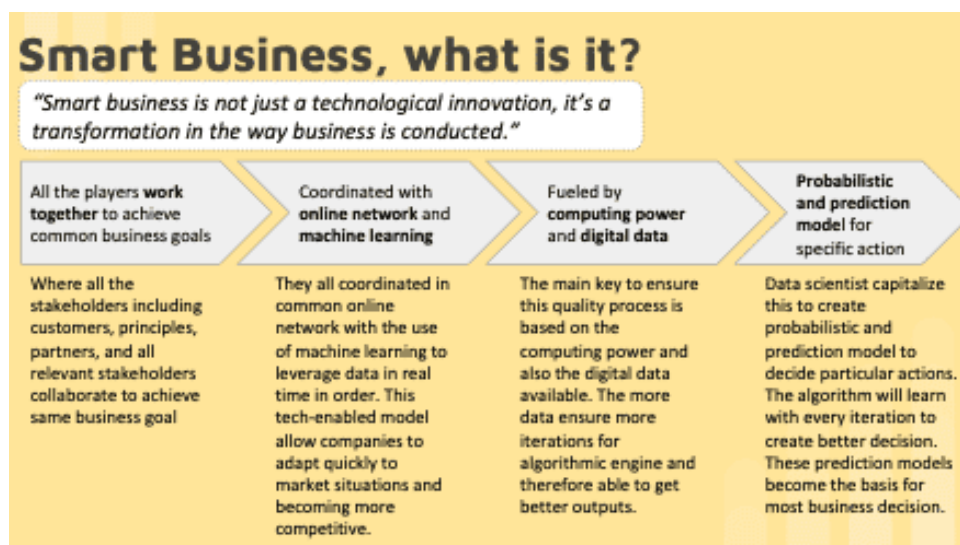 Smart Business, what is it?
“Smart business is not just a technological innovation, it’s a
transformation in the way business is conducted.”
All the players work
together to achieve
common business goals
Coordinated with
online network and
machine learning
Fueled by
computing power
and digital data
Probabilistic
and prediction
model for
specific action
Where all the
stakeholders including
customers, principles,
partners, and all
relevant stakeholders
collaborate to achieve
same business goal
They all coordinated in
common online
network with the use
of machine learning to
leverage data in real
time in order. This
tech-enabled model
allow companies to
adapt quickly to
market situations and
becoming more
competitive.
The main key to ensure
this quality process is
based on the
computing power and
also the digital data
available. The more
data ensure more
iterations for
algorithmic engine and
therefore able to get
better outputs.
Data scientist capitalize
this to create
probabilistic and
prediction model to
decide particular actions.
The algorithm will learn
with every iteration to
create better decision.
These prediction models
become the basis for
most business decision.